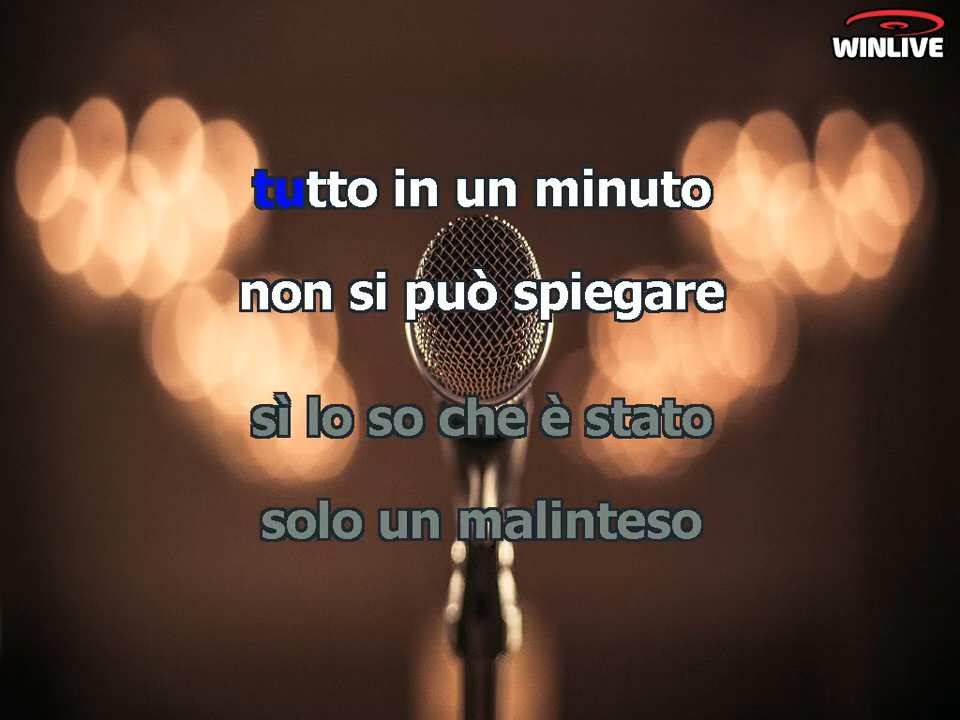 WINLIVE
tutto in un minuto
non si può spiegare
sì lo so che è stato
solo un malinteso